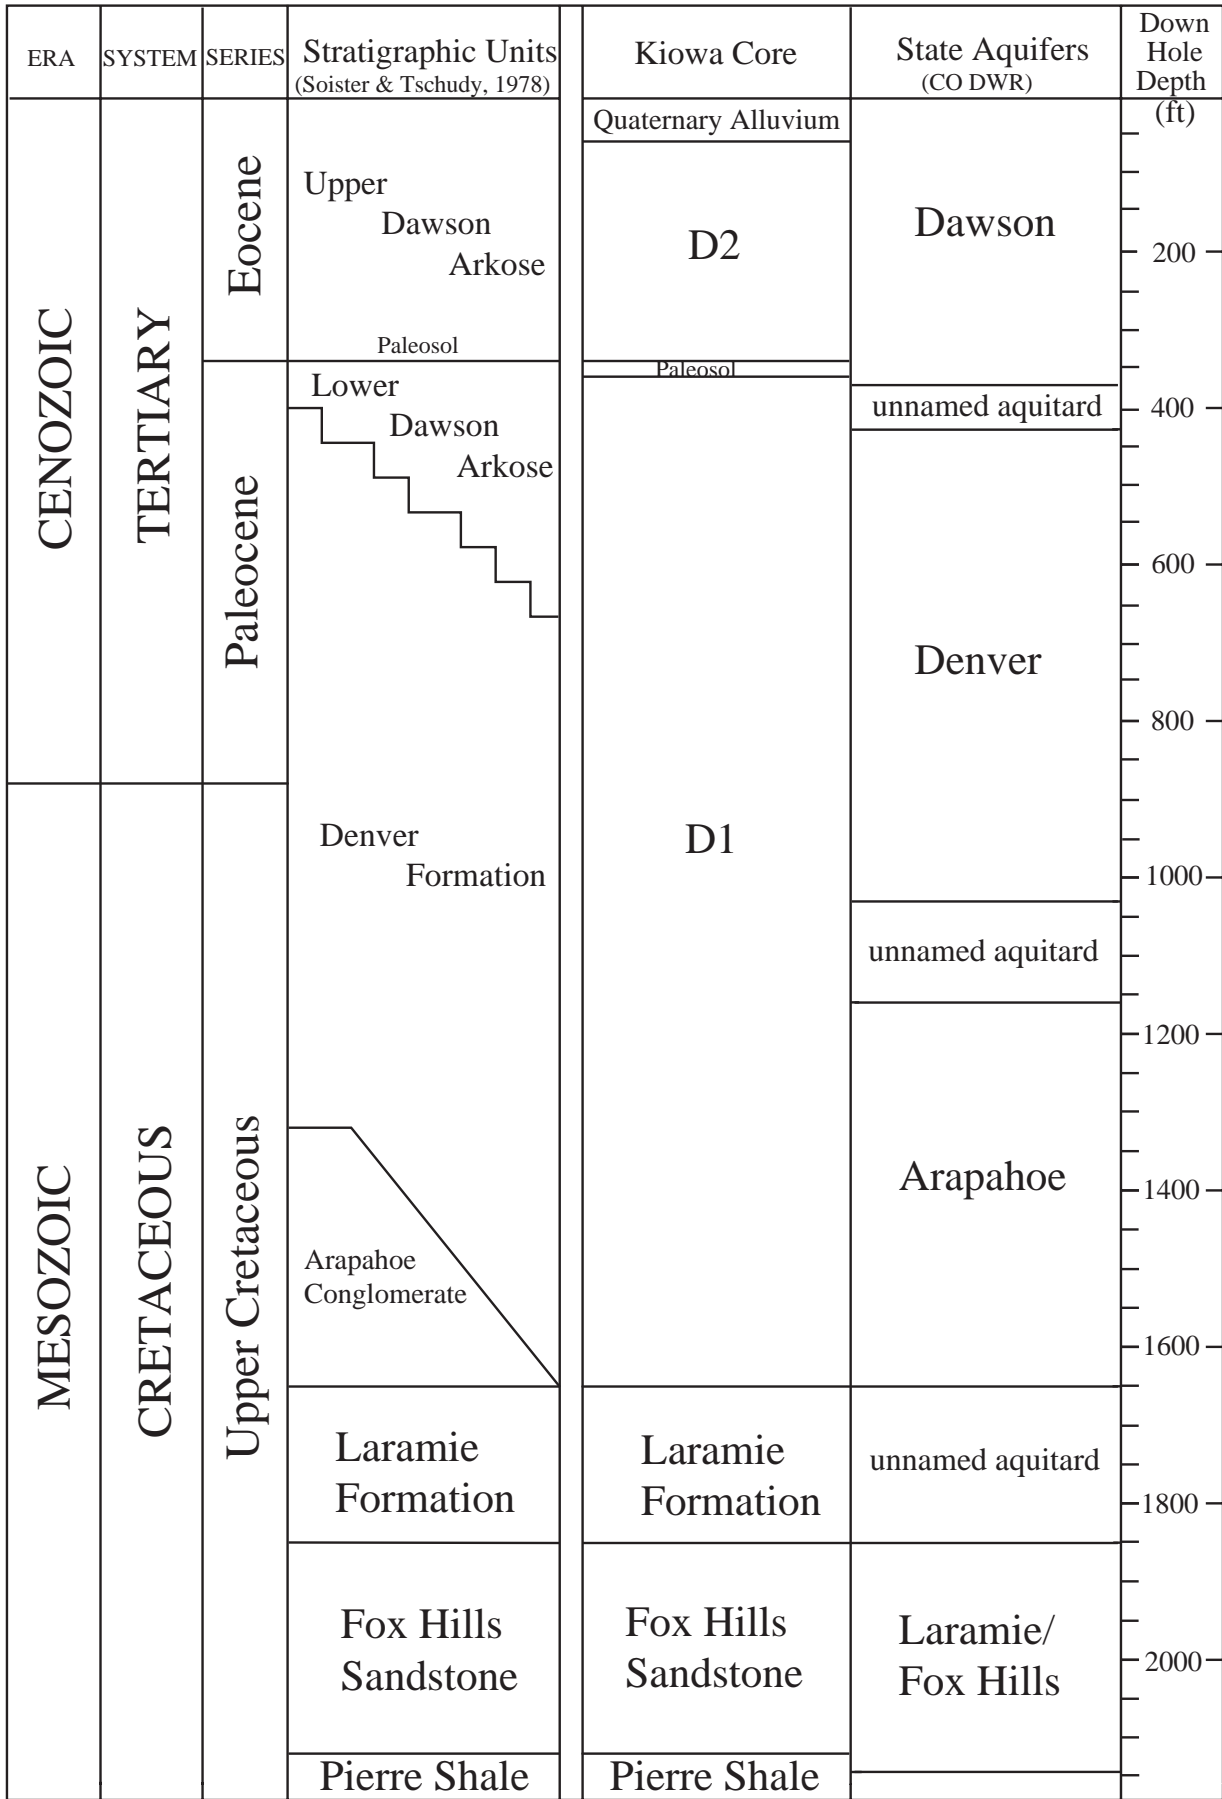 ERA
SYSTEM
SERIES
Stratigraphic Units
(Soister & Tschudy, 1978)
Kiowa Core
State Aquifers
(CO DWR)
Down
Hole
Depth
(ft)
CENOZOIC
TERTIARY
Eocene
Paleocene
Upper
Dawson
Arkose
Paleosol
Lower
Dawson
Arkose
Quaternary Alluvium
D2
Paleosol
Dawson
unnamed aquitard
Denver
200
400
600
800
MESOZOIC
CRETACEOUS
Upper Cretaceous
Denver
Formation
Arapahoe
Conglomerate
Laramie
Formation
Fox Hills
Sandstone
Pierre Shale
D1
Laramie
Formation
Fox Hills
Sandstone
Pierre Shale
unnamed aquitard
Arapahoe
unnamed aquitard
Laramie/
Fox Hills
1000
1200
1400
1600
1800
2000